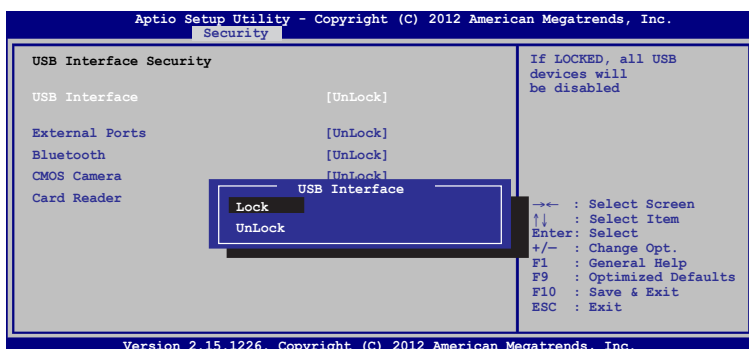 Aptio Setup Utility - Copyright (C) 2012 American Megatrends, Inc.
Security
USB Interface Security
USB Interface [UnLock]
External Ports [UnLock]
Bluetooth [UnLock]
CMOS Camera [UnLock]
Card Reader
USB Interface
Lock
UnLock
If LOCKED, all USB
devices will
be disabled
→← : Select Screen
↑↓ : Select Item
Enter: Select
+/— : Change Opt.
F1 : General Help
F9 : Optimized Defaults
F10 : Save & Exit
ESC : Exit
Version 2.15.1226. Copyright (C) 2012 American Megatrends, Inc.